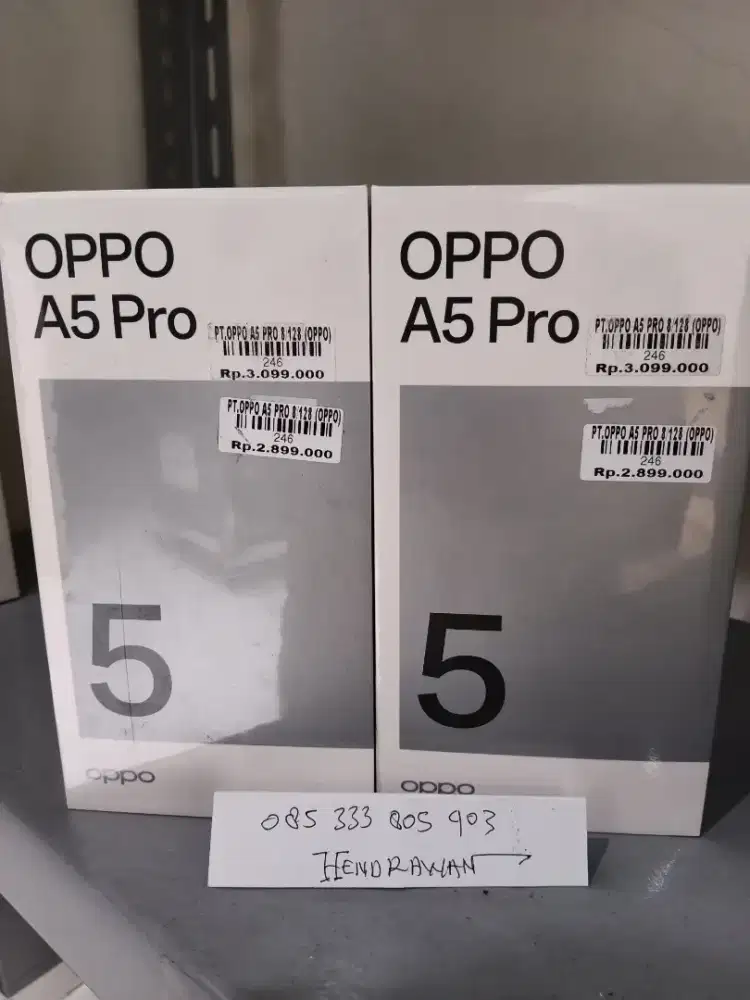 OPPO
A5 Pro
PT.OPPO A5 PRO 8/128 (OPPO)
246
Rp.3.099.000
PT.OPPO A5 PRO 8/128 (OPPO)
246
Rp.2.899.000
5
oppo
OPPO
A5 Pro
PT.OPPO A5 PRO 8/128 (OPPO)
246
Rp.3.099.000
PT.OPPO A5 PRO 8/128 (OPPO)
246
Rp.2.899.000
5
oppo
085 333 805 903
HENDRAWAN